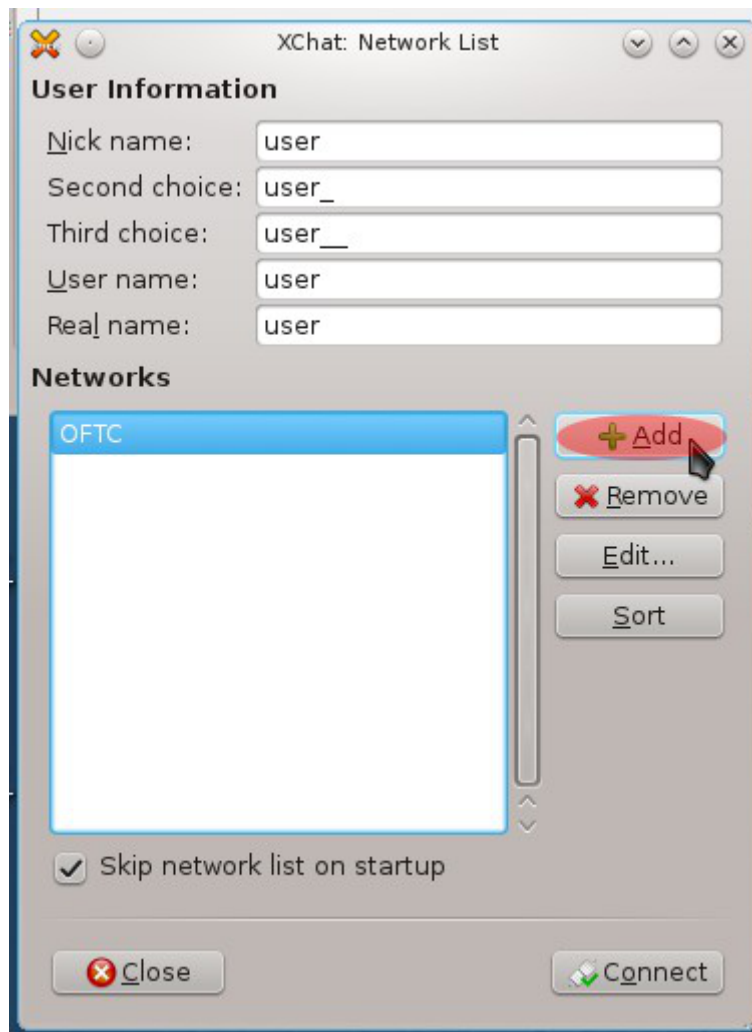 XChat: Network List
User Information
Nick name: user
Second choice: user_
Third choice: user__
User name: user
Real name: user
Networks
OFTC
Add
Remove
Edit...
Sort
Skip network list on startup
Close
Connect